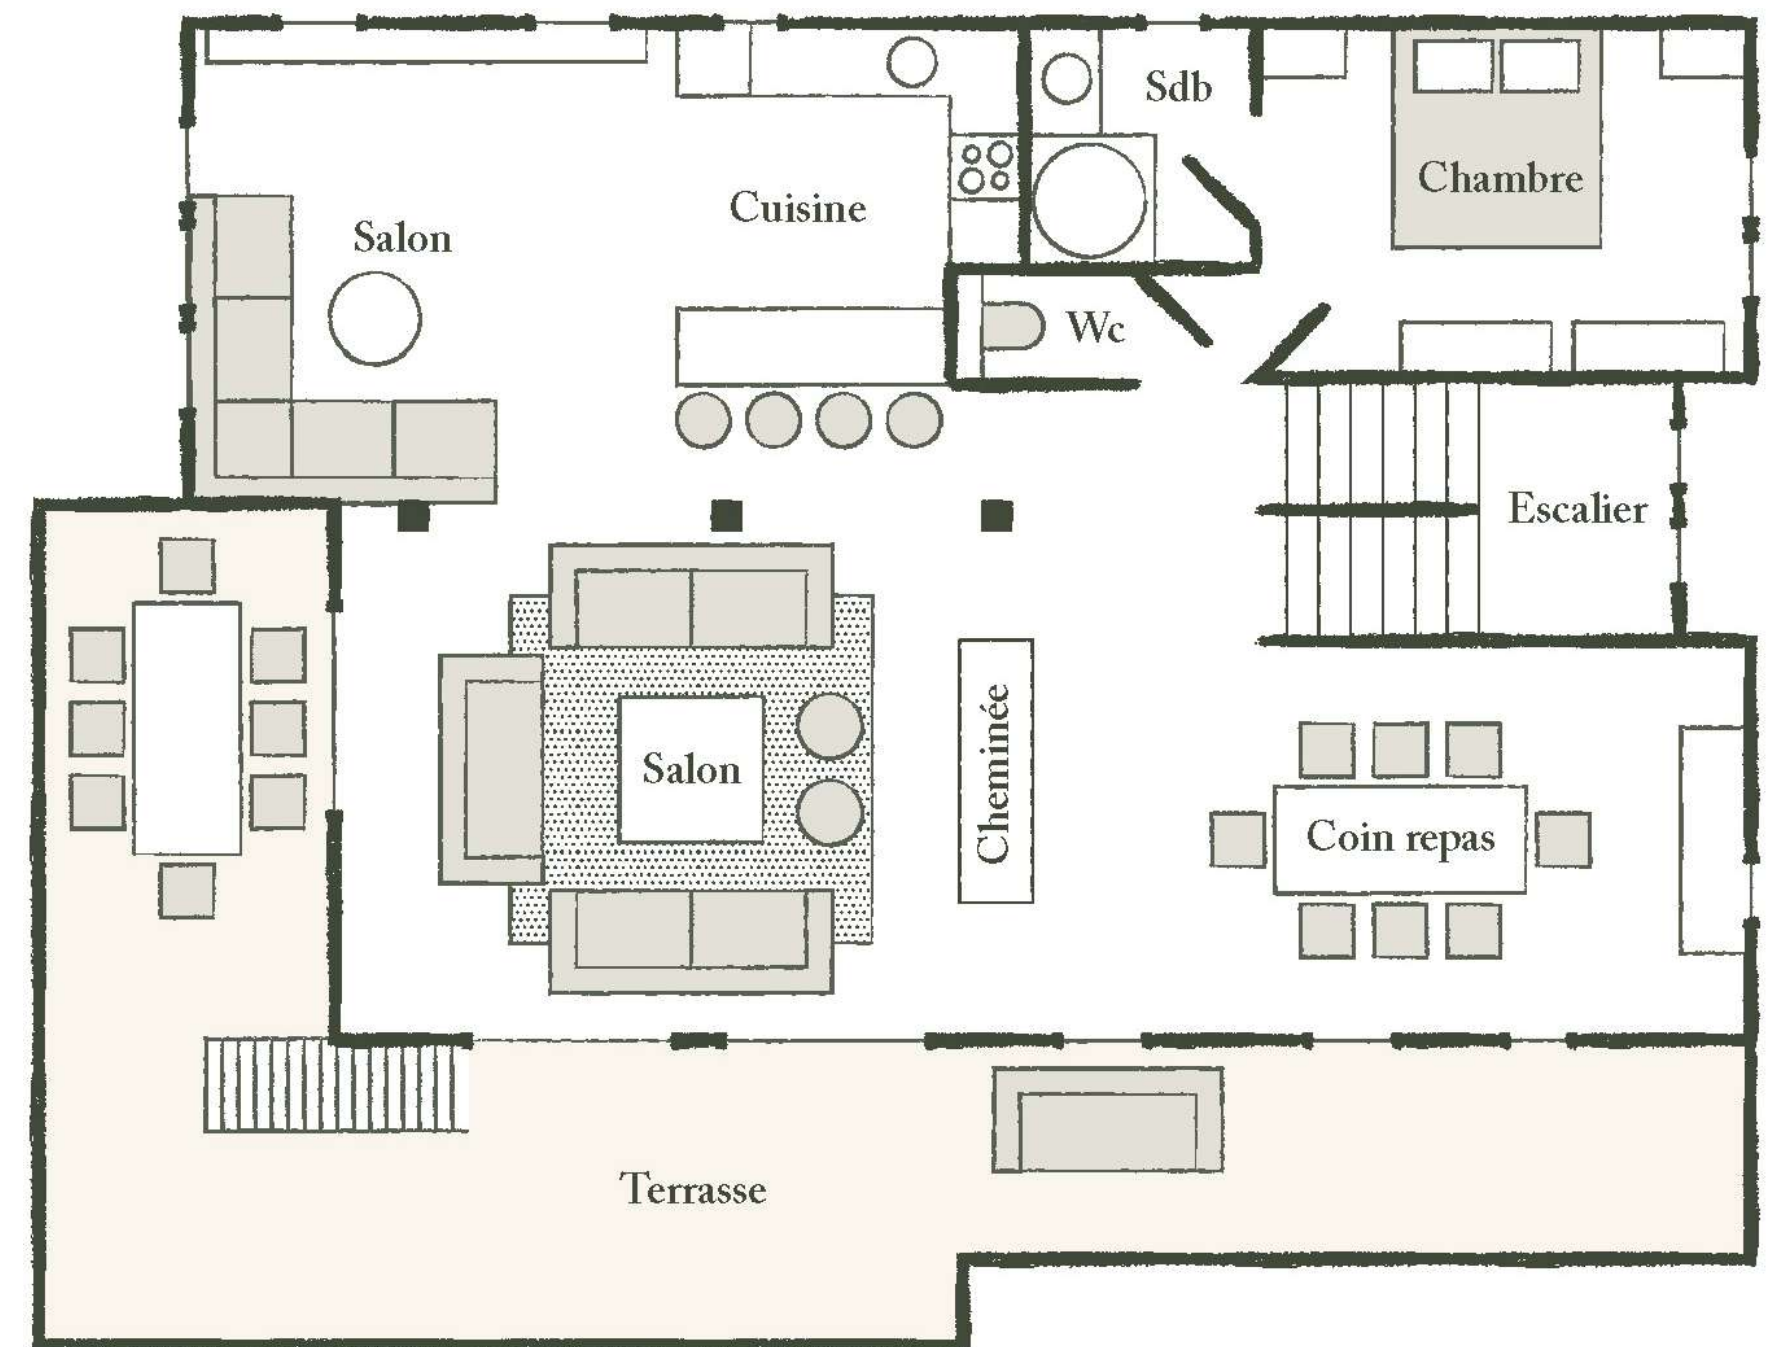 Sdb
Chambre
Cuisine
Salon
Wc
Escalier
Salon
Cheminée
Coin repas
Terrasse